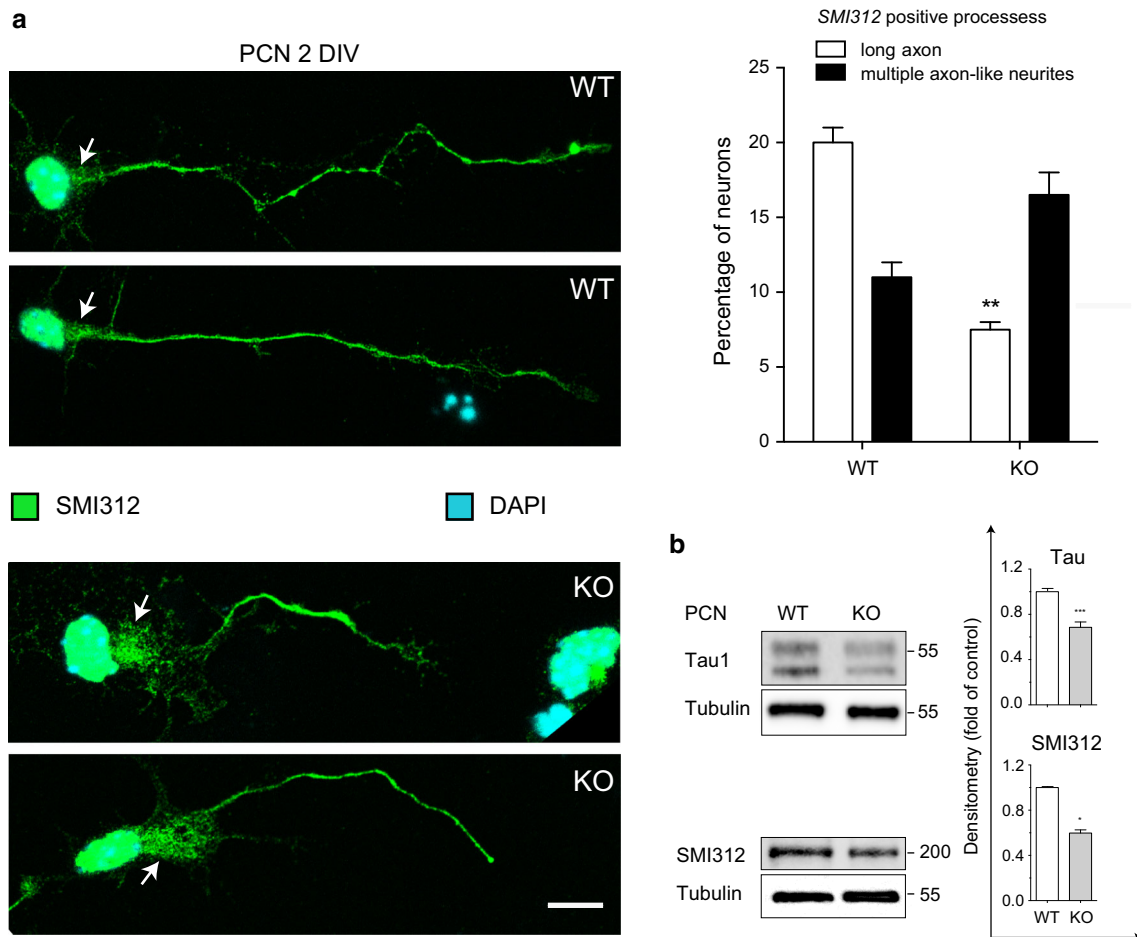 a
PCN 2 DIV
WT
WT
SMI312
DAPI
KO
KO
SMI312 positive processess
long axon
multiple axon-like neurites
Percentage of neurons
25
20
15
10
5
0
**
WT
KO
b
PCN
WT
KO
Tau1
- 55
Tubulin
- 55
SMI312
- 200
Tubulin
- 55
Densitometry (fold of control)
Tau
1.2
0.8
0.4
0.0
***
SMI312
1.2
0.8
0.4
0.0
*
WT
KO